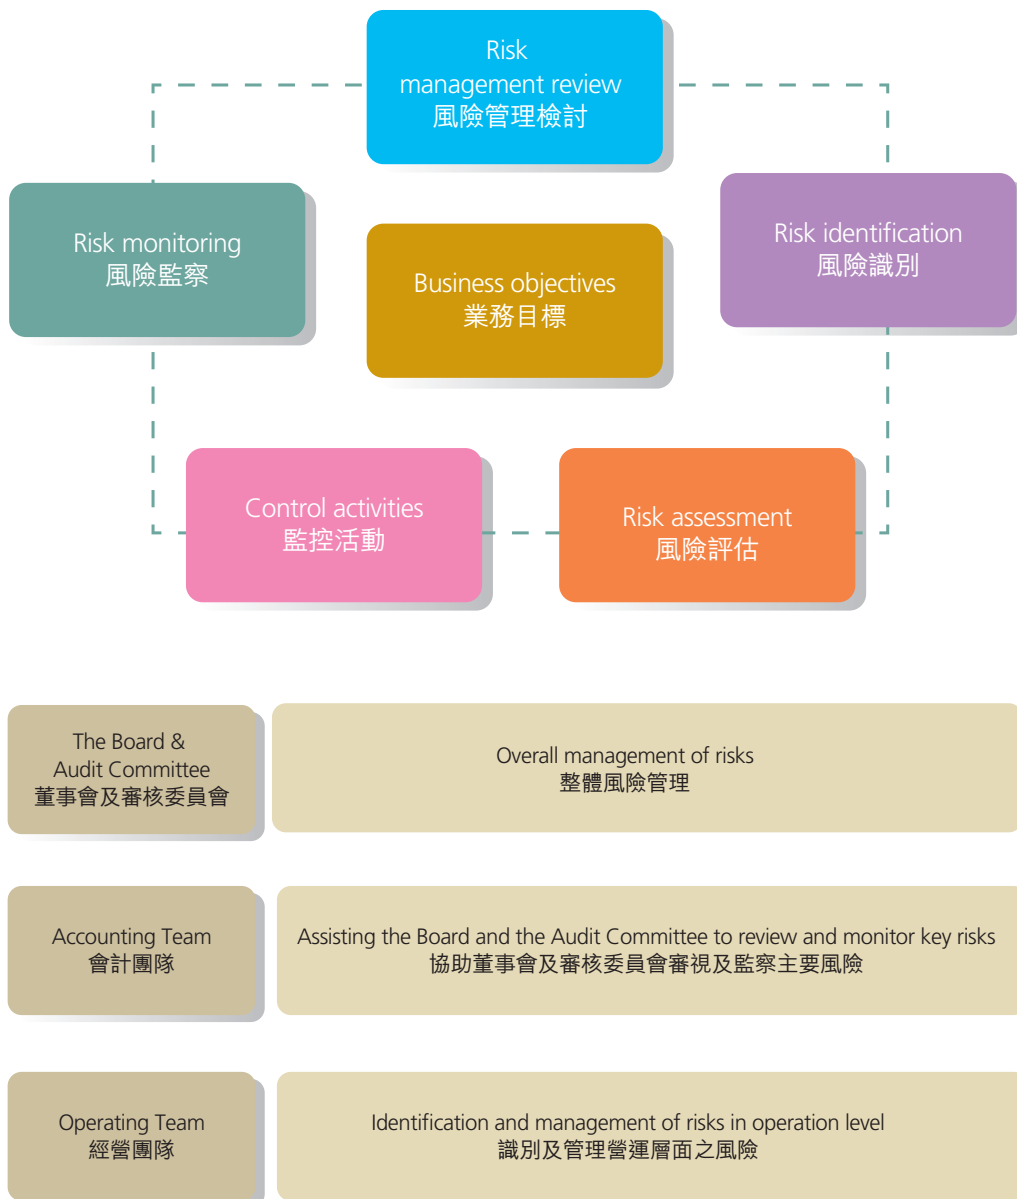 Risk
management review
風險管理檢討
Risk monitoring
風險監察
Risk identification
風險識別
Business objectives
業務目標
Control activities
監控活動
Risk assessment
風險評估
The Board &
Audit Committee
董事會及審核委員會
Overall management of risks
整體風險管理
Accounting Team
會計團隊
Assisting the Board and the Audit Committee to review and monitor key risks
協助董事會及審核委員會審視及監察主要風險
Operating Team
經營團隊
Identification and management of risks in operation level
識別及管理營運層面之風險